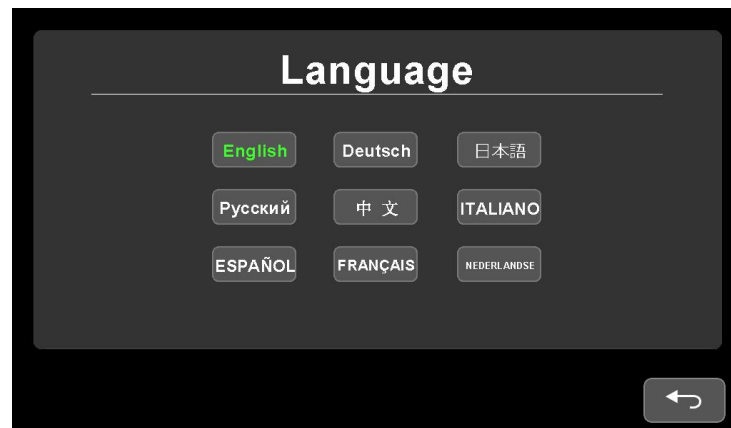 Language
English Deutsch 日本語
Русский 中 文 ITALIANO
ESPAÑOL FRANÇAIS NEDERLANDSE